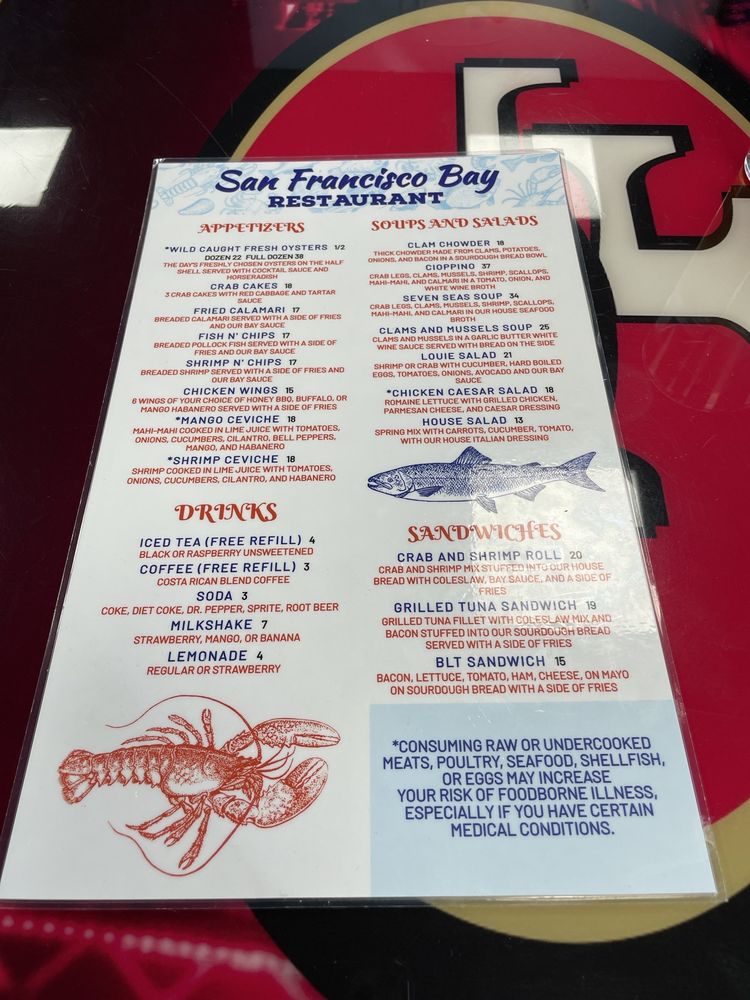 San Francisco Bay
RESTAURANT
APPETIZERS
*WILD CAUGHT FRESH OYSTERS 1/2
DOZEN 22 FULL DOZEN 38
THE DAY'S FRESHLY CHOSEN OYSTERS ON THE HALF
SHELL SERVED WITH COCKTAIL SAUCE AND
HORSERADISH
CRAB CAKES 18
3 CRAB CAKES WITH RED CABBAGE AND TARTAR
SAUCE
FRIED CALAMARI 17
BREADED CALAMARI SERVED WITH A SIDE OF FRIES
AND OUR BAY SAUCE
FISH N' CHIPS 17
BREADED POLLOCK FISH SERVED WITH A SIDE OF
FRIES AND OUR BAY SAUCE
SHRIMP N' CHIPS 17
BREADED SHRIMP SERVED WITH A SIDE OF FRIES AND
OUR BAY SAUCE
CHICKEN WINGS 15
6 WINGS OF YOUR CHOICE OF HONEY BBQ, BUFFALO, OR
MANGO HABANERO SERVED WITH A SIDE OF FRIES
*MANGO CEVICHE 18
MAHI-MAHI COOKED IN LIME JUICE WITH TOMATOES,
ONIONS, CUCUMBERS, CILANTRO, BELL PEPPERS,
MANGO, AND HABANERO
*SHRIMP CEVICHE 18
SHRIMP COOKED IN LIME JUICE WITH TOMATOES,
ONIONS, CUCUMBERS, CILANTRO, AND HABANERO
DRINKS
ICED TEA (FREE REFILL) 4
BLACK OR RASPBERRY UNSWEETENED
COFFEE (FREE REFILL) 3
COSTA RICAN BLEND COFFEE
SODA 3
COKE, DIET COKE, DR. PEPPER, SPRITE, ROOT BEER
MILKSHAKE 7
STRAWBERRY, MANGO, OR BANANA
LEMONADE 4
REGULAR OR STRAWBERRY
SOUPS AND SALADS
CLAM CHOWDER 18
THICK CHOWDER MADE FROM CLAMS, POTATOES,
ONIONS, AND BACON IN A SOURDOUGH BREAD BOWL
CIOPPINO 37
CRAB LEGS, CLAMS, MUSSELS, SHRIMP, SCALLOPS,
MAHI-MAHI, AND CALMARI IN A TOMATO, ONION, AND
WHITE WINE BROTH
SEVEN SEAS SOUP 34
CRAB LEGS, CLAMS, MUSSELS, SHRIMP, SCALLOPS,
MAHI-MAHI, AND CALMARI IN OUR HOUSE SEAFOOD
BROTH
CLAMS AND MUSSELS SOUP 25
CLAMS AND MUSSELS IN A GARLIC BUTTER WHITE
WINE SAUCE SERVED WITH BREAD ON THE SIDE
LOUIE SALAD 21
SHRIMP OR CRAB WITH CUCUMBER, HARD BOILED
EGGS, TOMATOES, ONIONS, AVOCADO AND OUR BAY
SAUCE
*CHICKEN CAESAR SALAD 18
ROMAINE LETTUCE WITH GRILLED CHICKEN,
PARMESAN CHEESE, AND CAESAR DRESSING
HOUSE SALAD 13
SPRING MIX WITH CARROTS, CUCUMBER, TOMATO,
WITH OUR HOUSE ITALIAN DRESSING
SANDWICHES
CRAB AND SHRIMP ROLL 20
CRAB AND SHRIMP MIX STUFFED INTO OUR HOUSE
BREAD WITH COLESLAW, BAY SAUCE, AND A SIDE OF
FRIES
GRILLED TUNA SANDWICH 19
GRILLED TUNA FILLET WITH COLESLAW MIX AND
BACON STUFFED INTO OUR SOURDOUGH BREAD
SERVED WITH A SIDE OF FRIES
BLT SANDWICH 15
BACON, LETTUCE, TOMATO, HAM, CHEESE, ON MAYO
ON SOURDOUGH BREAD WITH A SIDE OF FRIES
*CONSUMING RAW OR UNDERCOOKED
MEATS, POULTRY, SEAFOOD, SHELLFISH,
OR EGGS MAY INCREASE
YOUR RISK OF FOODBORNE ILLNESS,
ESPECIALLY IF YOU HAVE CERTAIN
MEDICAL CONDITIONS.